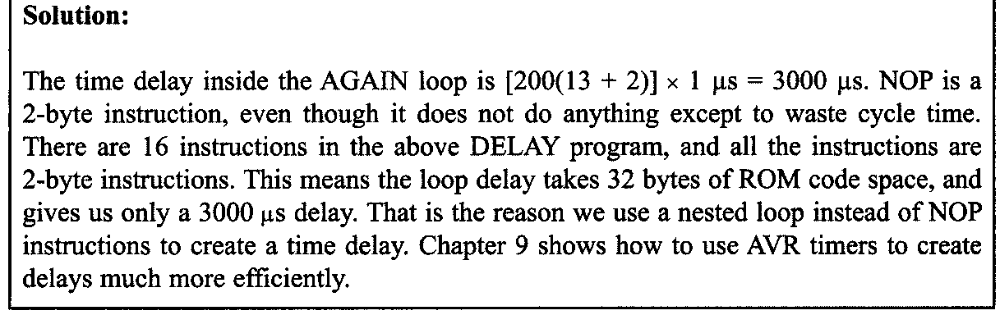 Solution:
The time delay inside the AGAIN loop is [200(13 + 2)] × 1 μs = 3000 μs. NOP is a
2-byte instruction, even though it does not do anything except to waste cycle time.
There are 16 instructions in the above DELAY program, and all the instructions are
2-byte instructions. This means the loop delay takes 32 bytes of ROM code space, and
gives us only a 3000 μs delay. That is the reason we use a nested loop instead of NOP
instructions to create a time delay. Chapter 9 shows how to use AVR timers to create
delays much more efficiently.